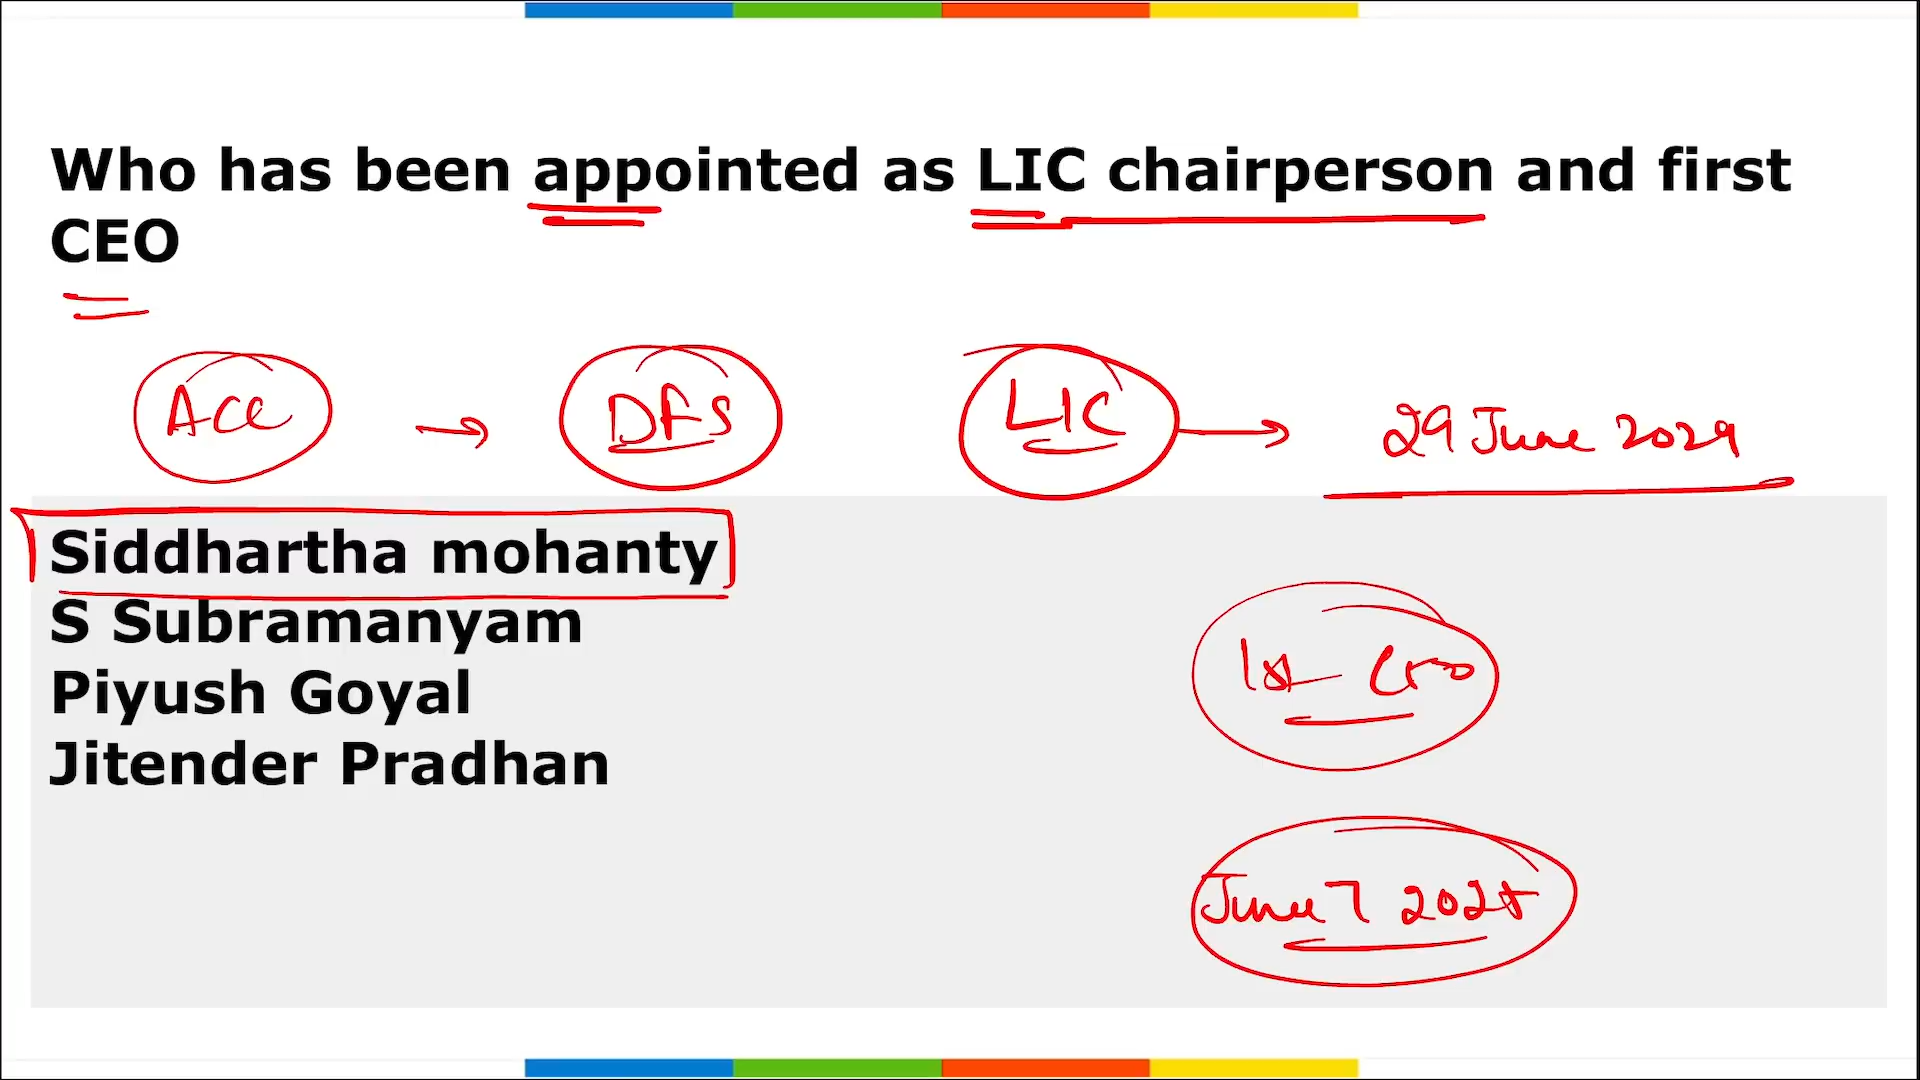 Who has been appointed as LIC chairperson and first
CEO
ACC → DFS LIC → 29 June 2024
Siddhartha mohanty
S Subramanyam
Piyush Goyal
Jitender Pradhan
1st CEO
June 7 2025